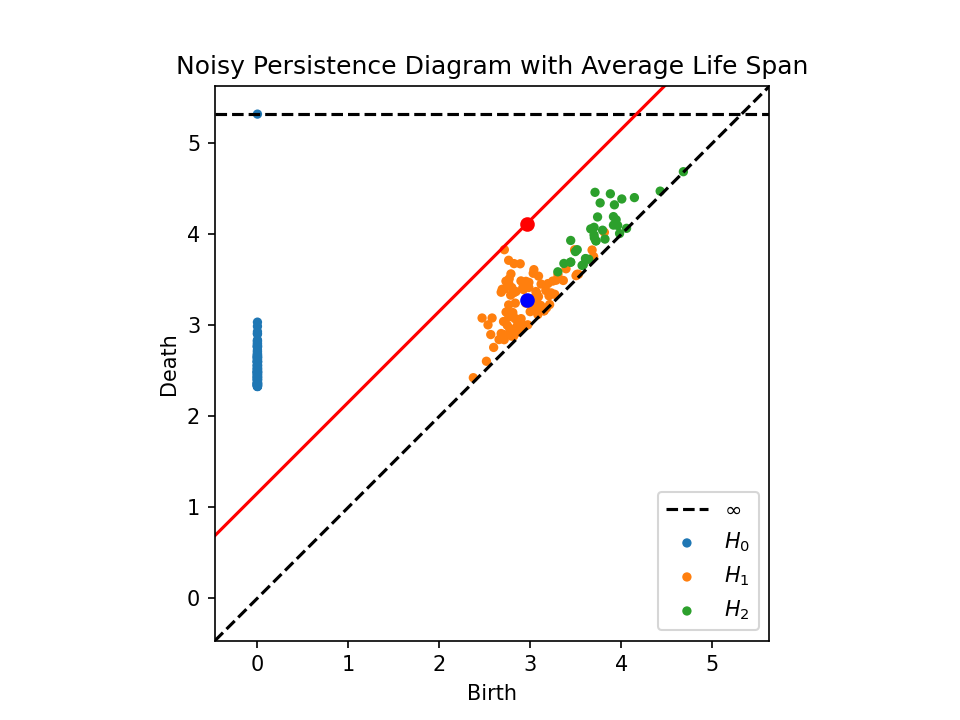 Noisy Persistence Diagram with Average Life Span
Death
5
4
3
2
1
0
∞
H₀
H₁
H₂
0 1 2 3 4 5
Birth